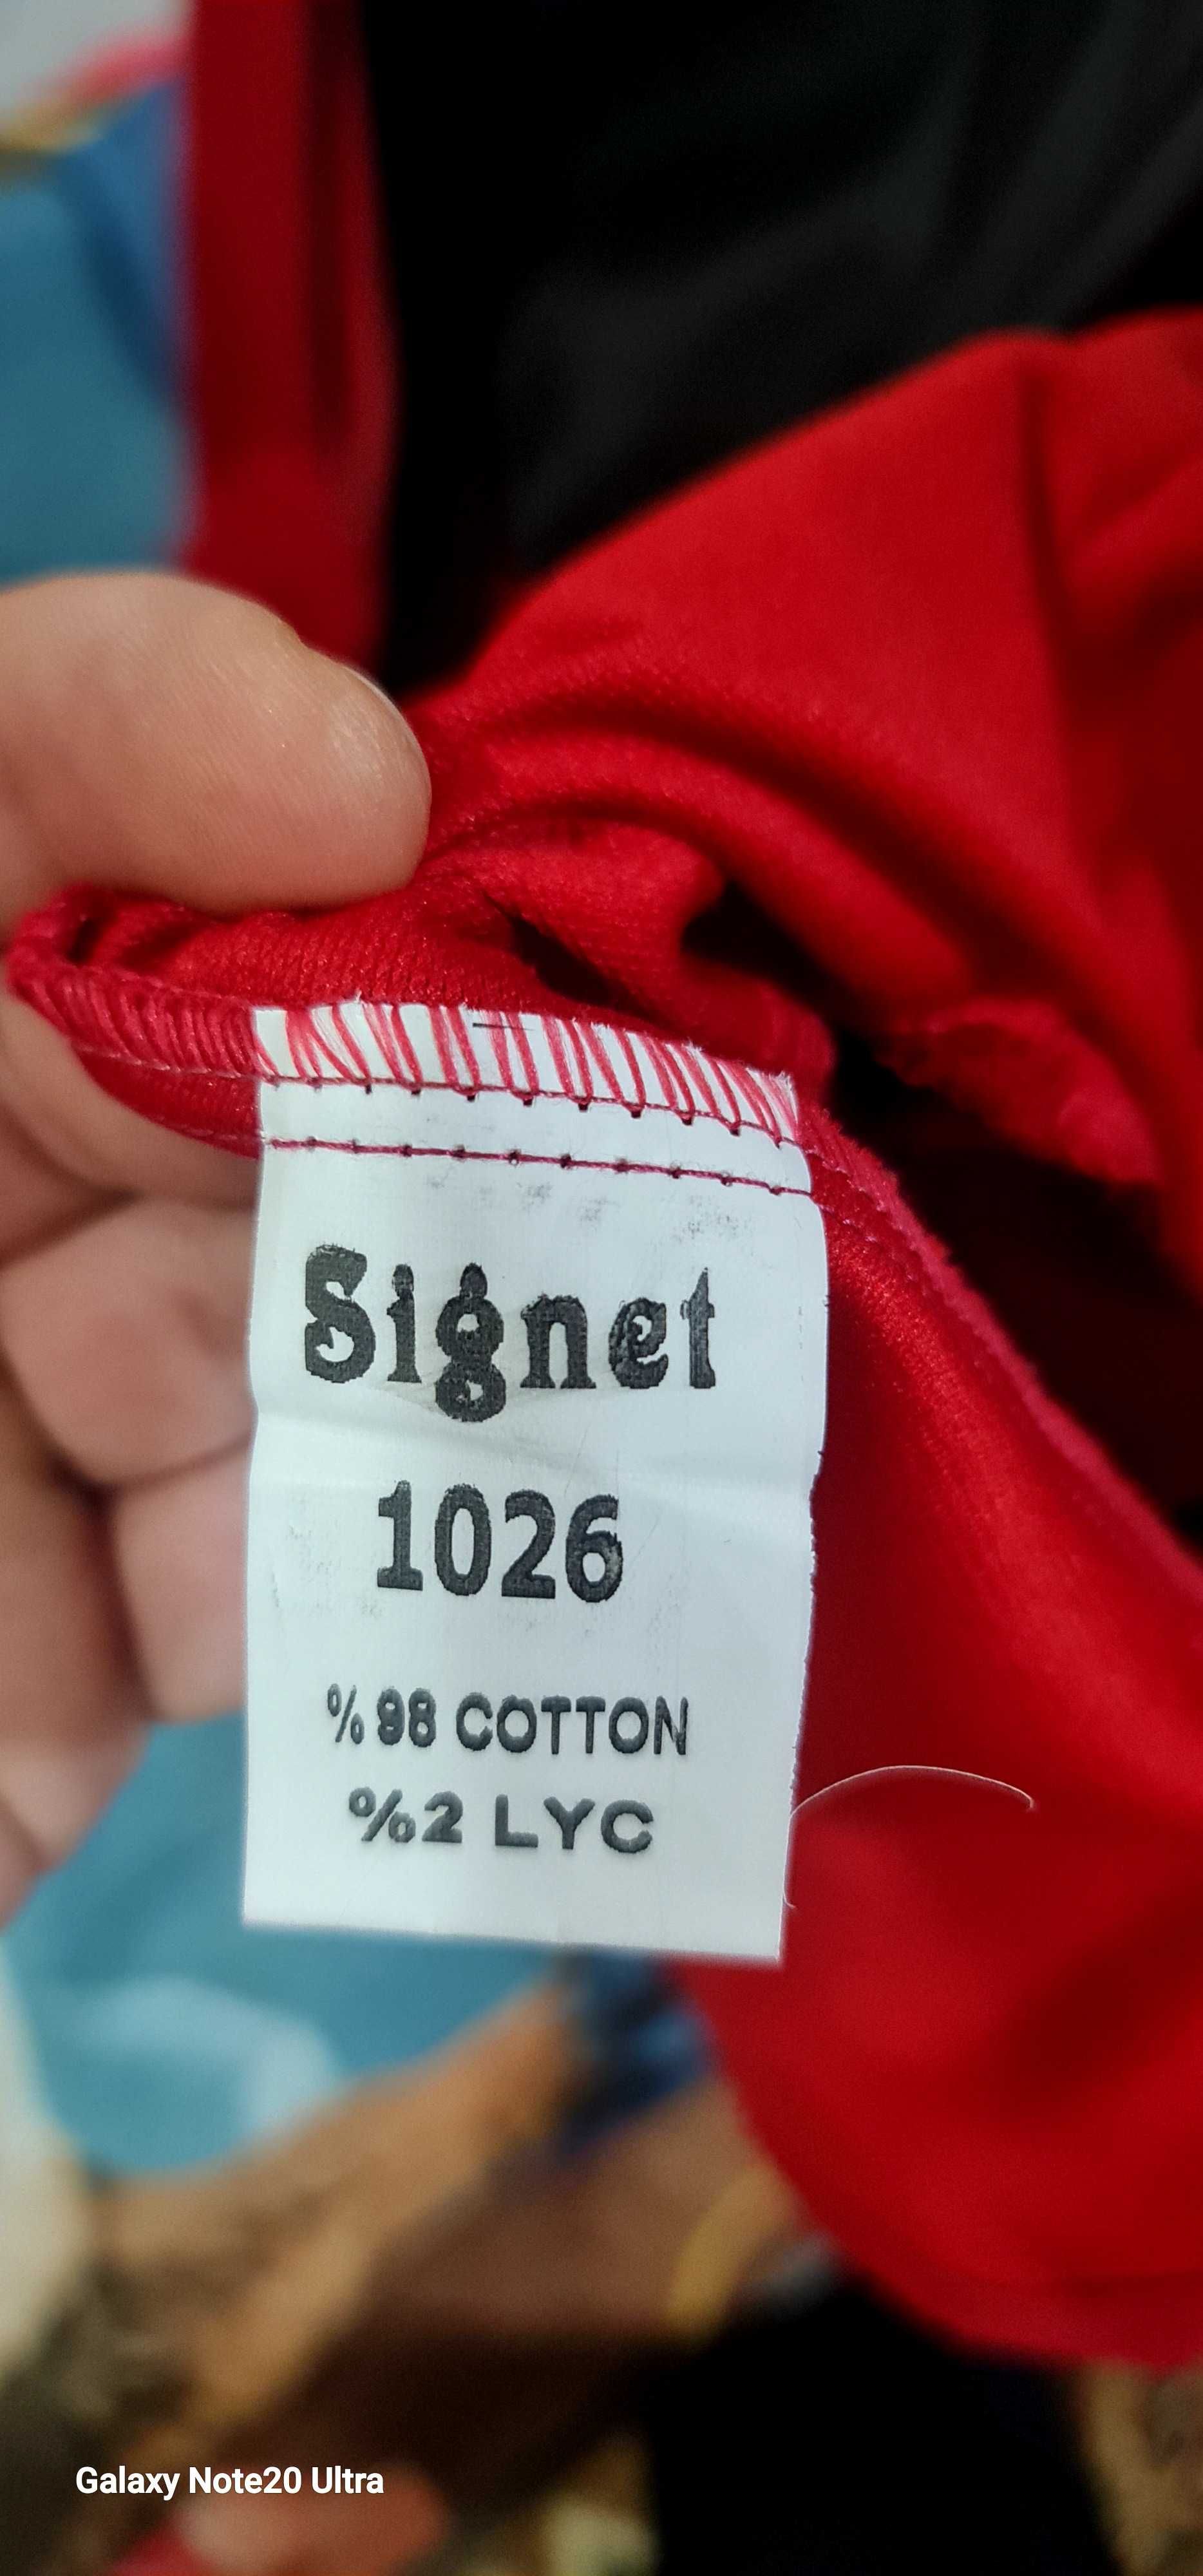 Signet
1026
% 98 COTTON
%2 LYC
Galaxy Note20 Ultra